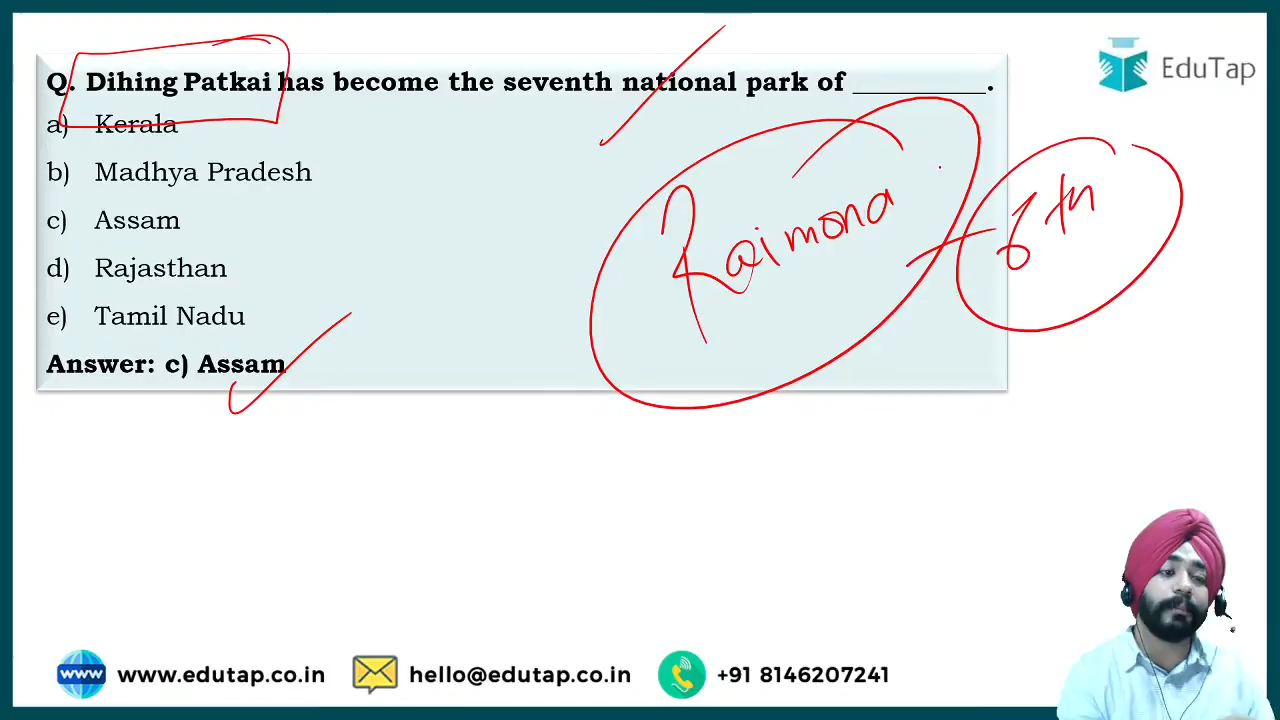 Q. Dihing Patkai has become the seventh national park of __________.
a) Kerala
b) Madhya Pradesh
c) Assam
d) Rajasthan
e) Tamil Nadu
Answer: c) Assam
Raimona
6th
EduTap
www.edutap.co.in
hello@edutap.co.in
+91 8146207241